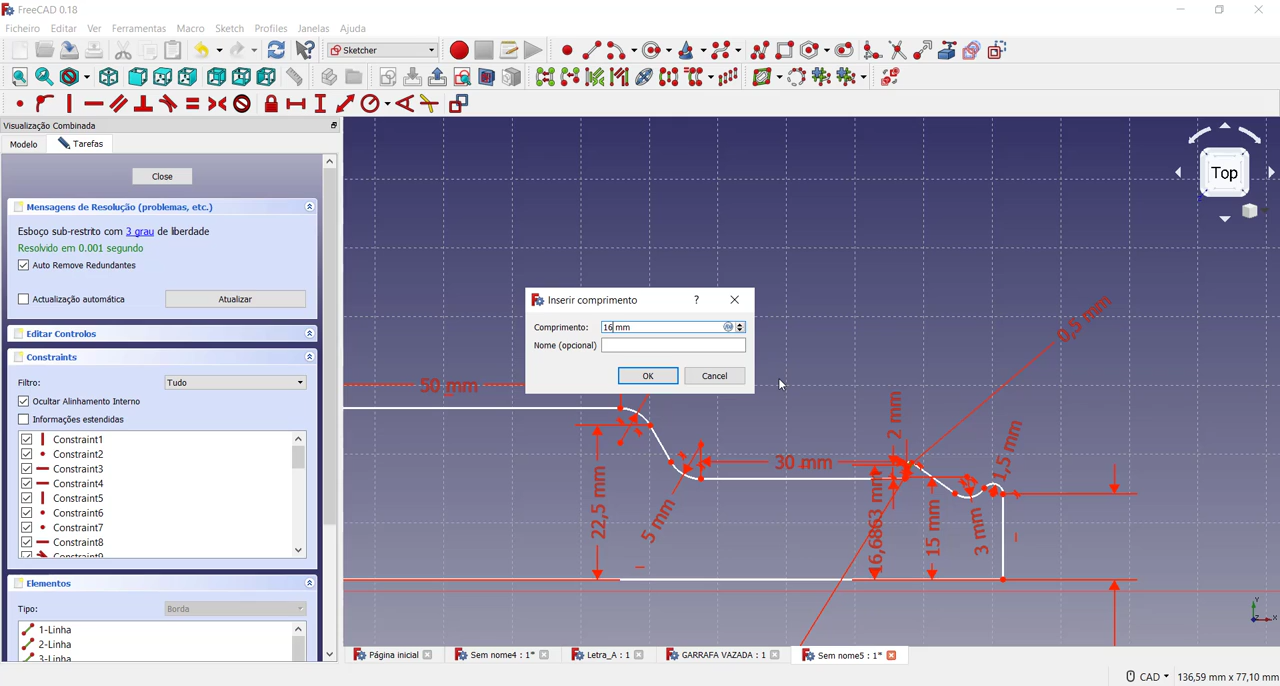 FreeCAD 0.18
Ficheiro Editar Ver Ferramentas Macro Sketch Profiles Janelas Ajuda
Sketcher
Visualização Combinada
Modelo Tarefas
Close
Mensagens de Resolução (problemas, etc.)
Esboço sub-restrito com 3 grau de liberdade
Resolvido em 0.001 segundo
Auto Remove Redundantes
Actualização automática Atualizar
Editar Controlos
Constraints
Filtro: Tudo
Ocultar Alinhamento Interno
Informações estendidas
Constraint1
Constraint2
Constraint3
Constraint4
Constraint5
Constraint6
Constraint7
Constraint8
Constraint9
Elementos
Tipo: Borda
1-Linha
2-Linha
3-Linha
Inserir comprimento ?
Comprimento: 16 mm
Nome (opcional)
OK Cancel
50 mm
22,5 mm
5 mm
30 mm
2 mm
0,5 mm
16,6863 mm
15 mm
3 mm
1,5 mm
Top
Y
Z X
Página inicial Sem nome4 : 1* Letra_A : 1 GARRAFA VAZADA : 1 Sem nome5 : 1*
CAD 136,59 mm x 77,10 mm